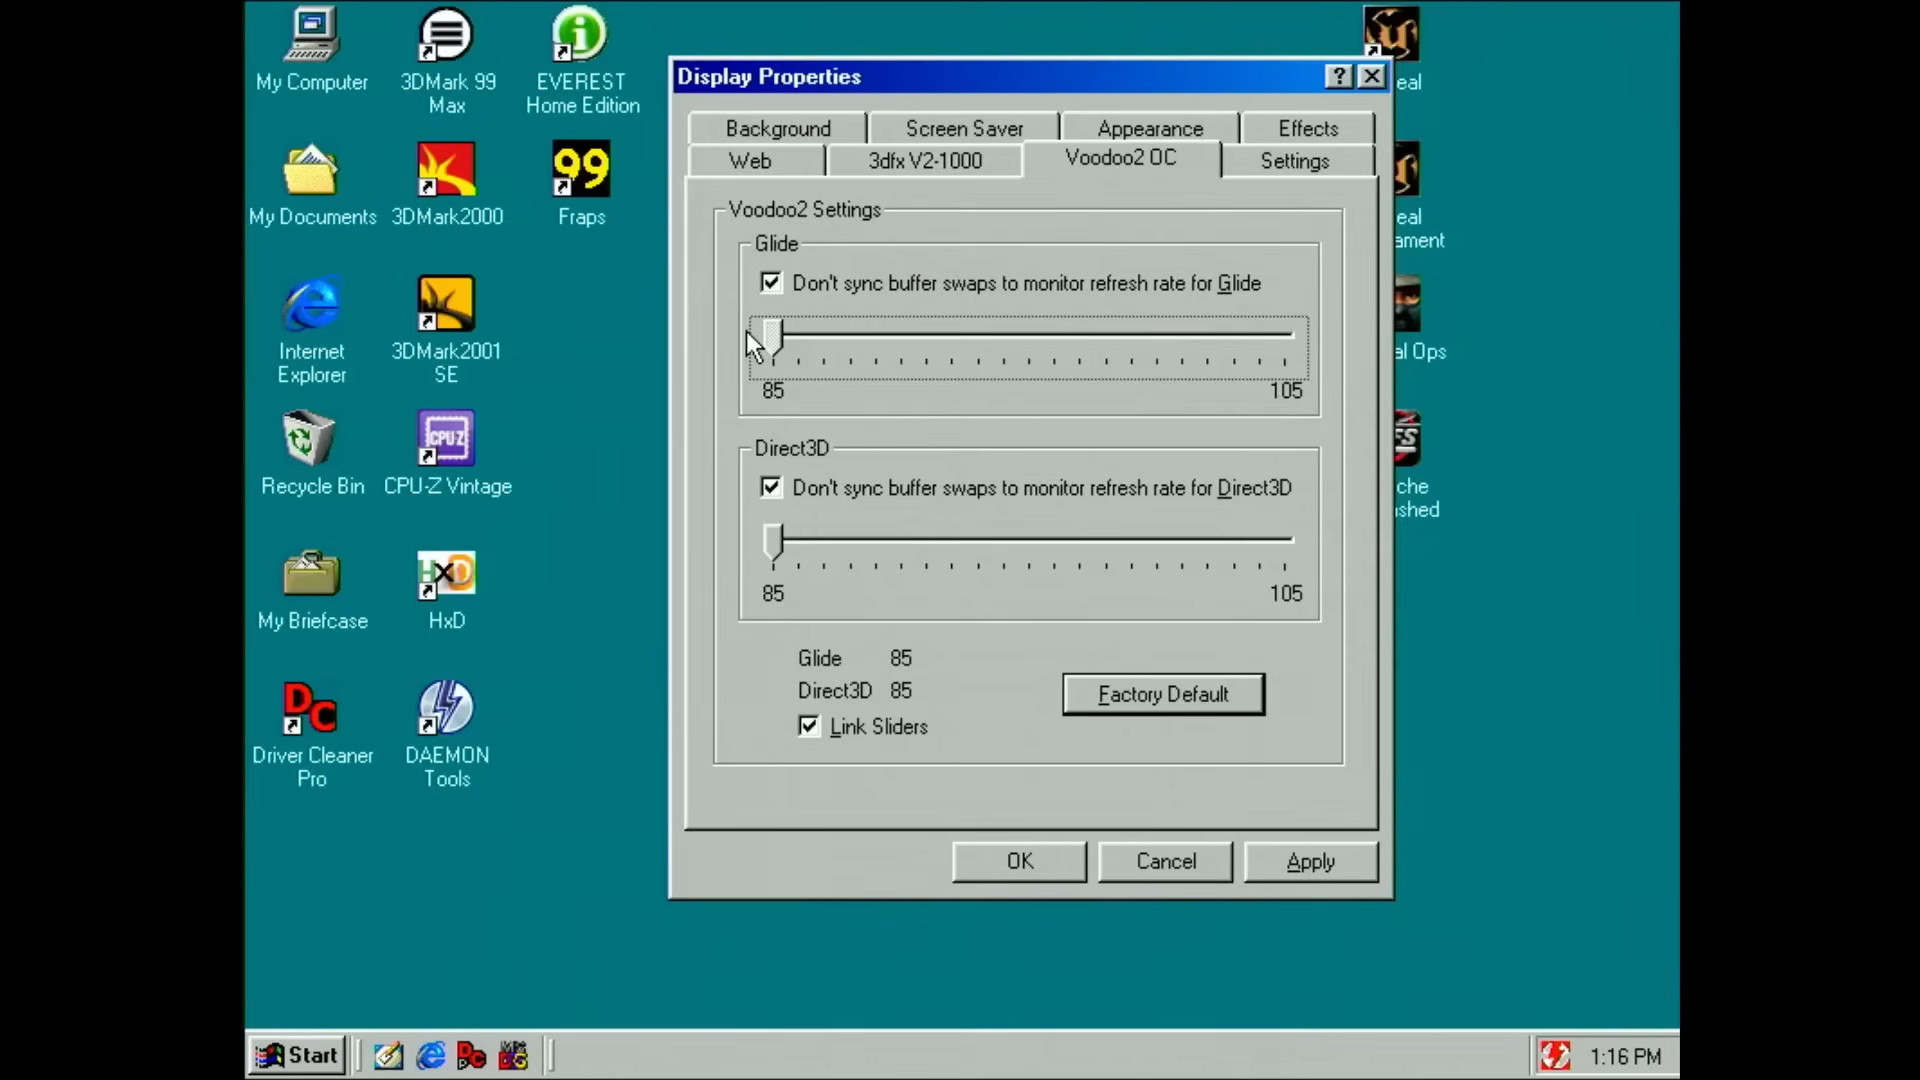 My Computer
3DMark 99
Max
EVEREST
Home Edition
My Documents
3DMark2000
99
Fraps
Internet
Explorer
3DMark2001
SE
Recycle Bin
CPU-Z
CPU-Z Vintage
My Briefcase
HxD
HxD
DC
Driver Cleaner
Pro
DAEMON
Tools
eal
eal
ament
al Ops
che
shed
Display Properties
Background
Screen Saver
Appearance
Effects
Web
3dfx V2-1000
Voodoo2 OC
Settings
Voodoo2 Settings
Glide
Don't sync buffer swaps to monitor refresh rate for Glide
85
105
Direct3D
Don't sync buffer swaps to monitor refresh rate for Direct3D
85
105
Glide 85
Direct3D 85
Link Sliders
Factory Default
OK
Cancel
Apply
Start
1:16 PM